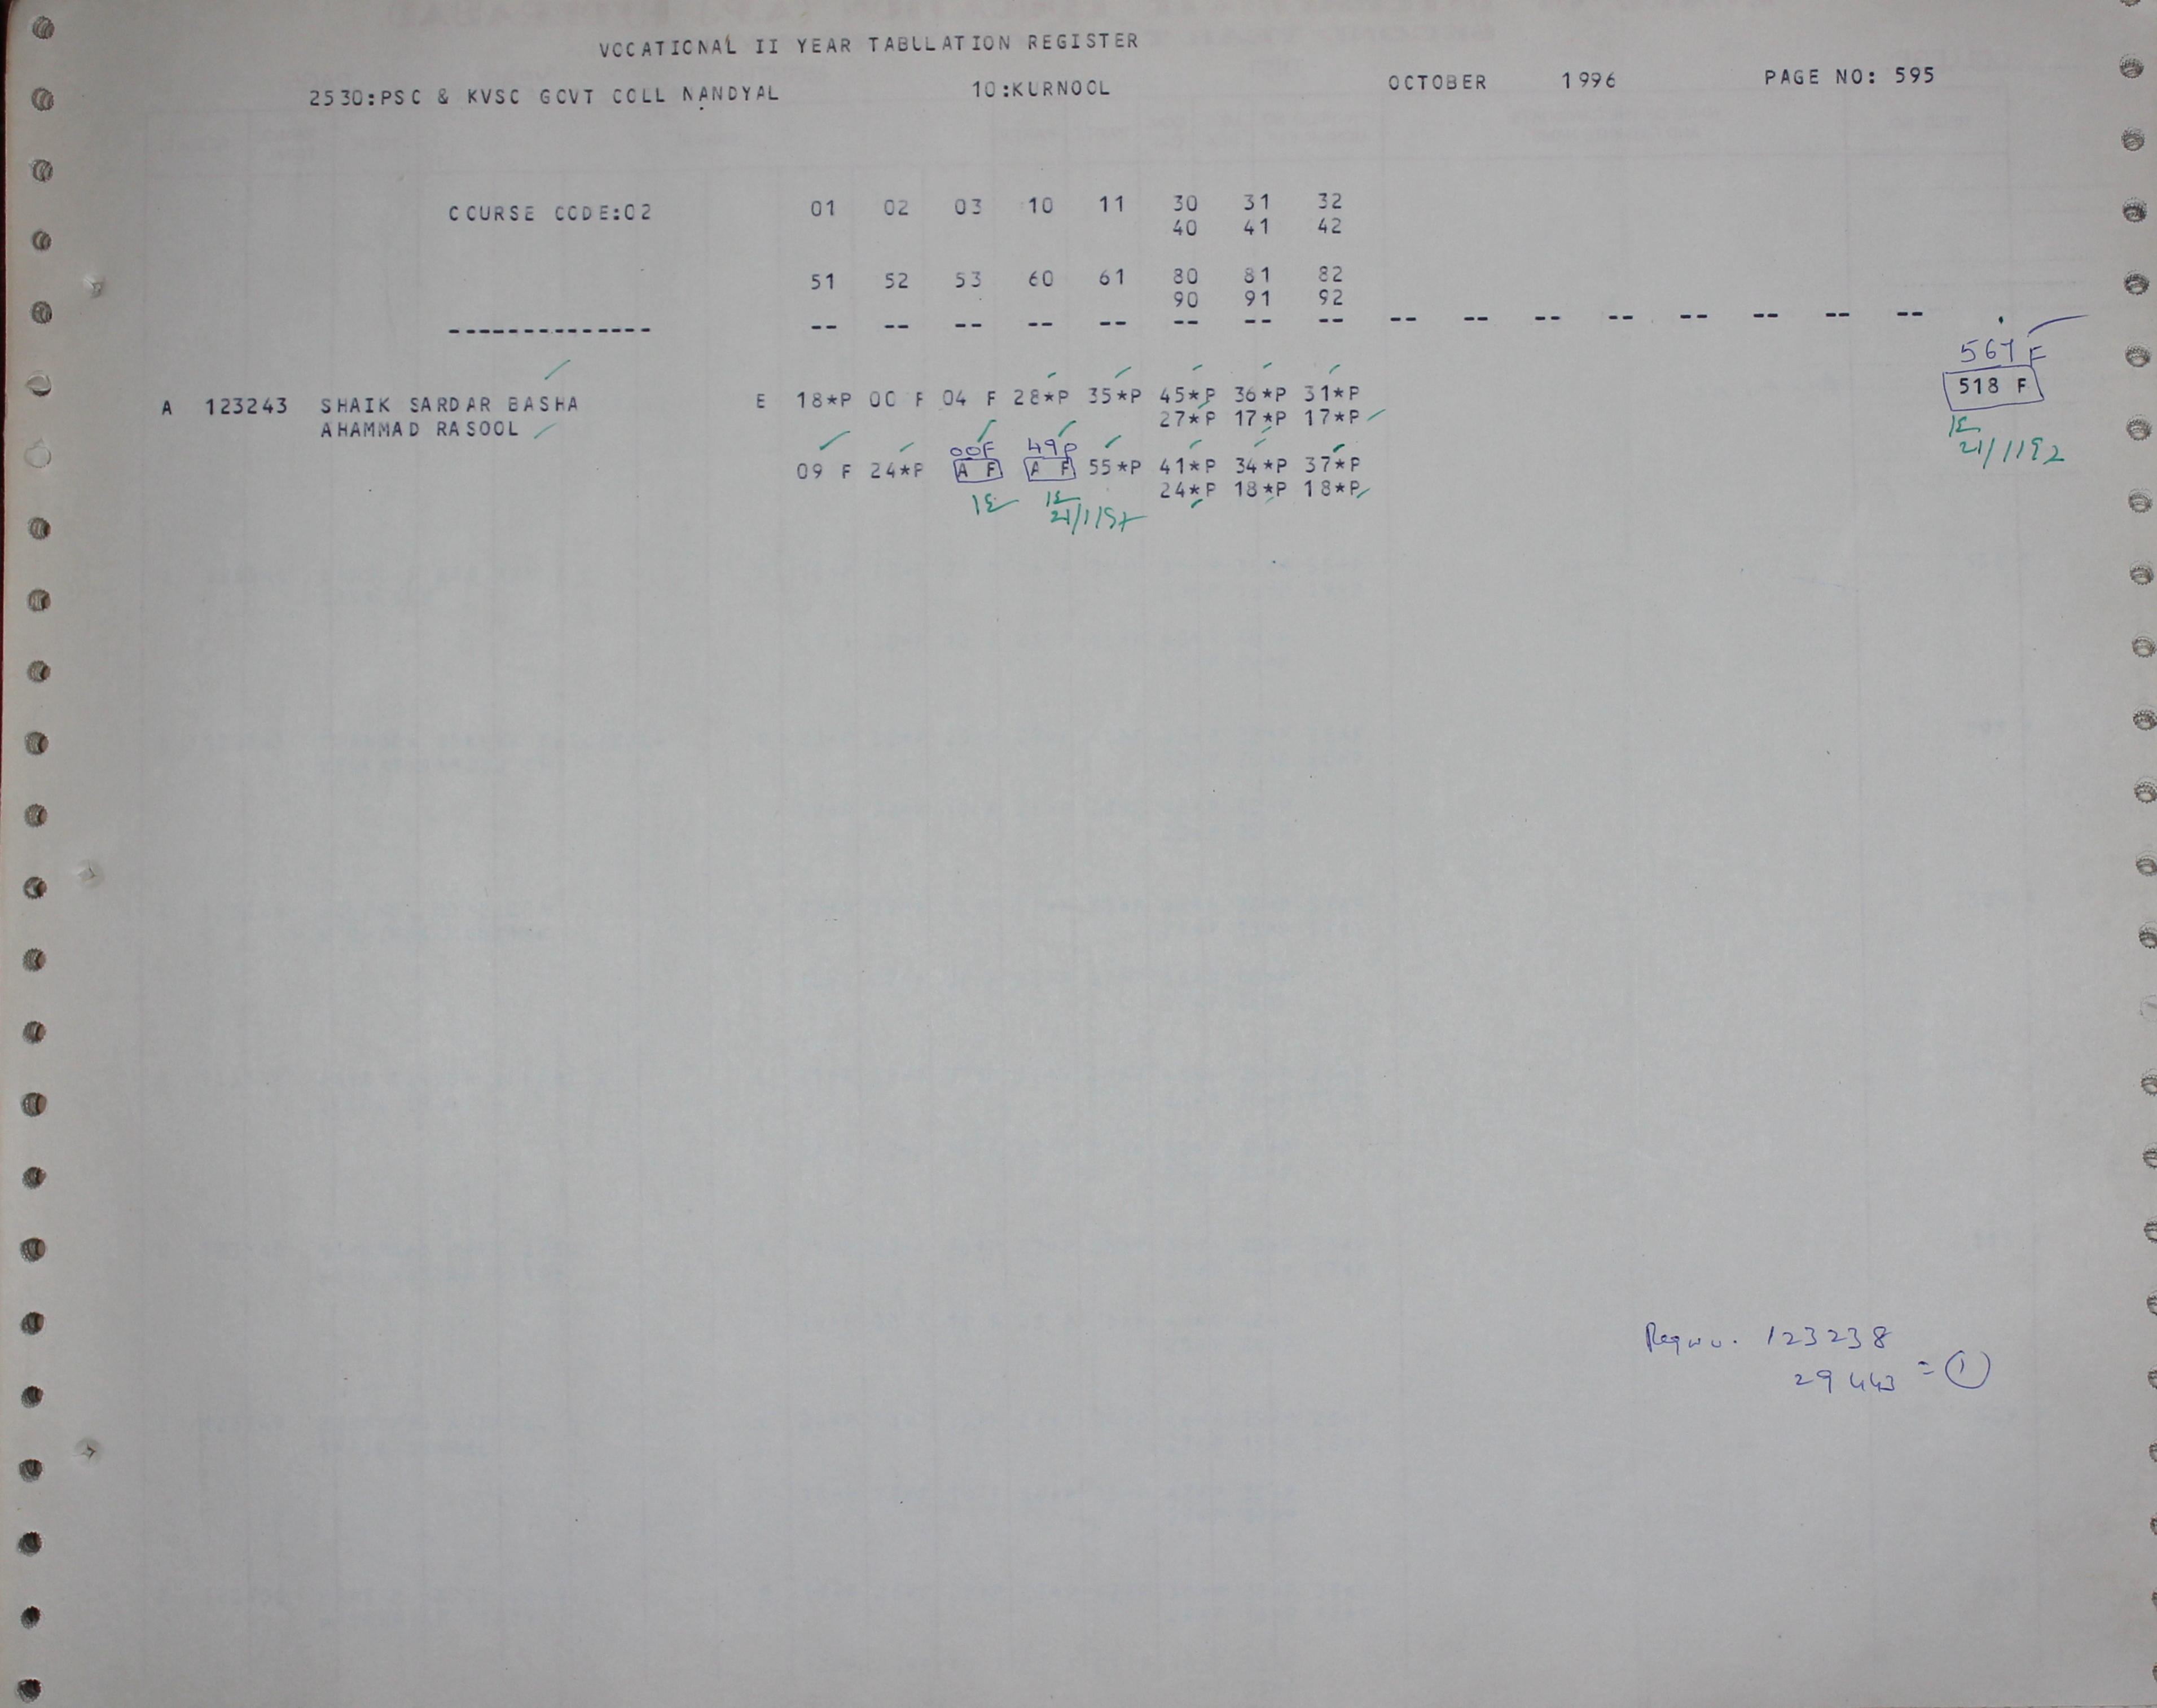 VOCATIONAL II YEAR TABULATION REGISTER
2530:PSC & KVSC GOVT COLL NANDYAL 10:KURNOOL OCTOBER 1996 PAGE NO: 595
COURSE CODE:02 01 02 03 10 11 30 31 32
40 41 42
51 52 53 60 61 80 81 82
90 91 92
-------------- -- -- -- -- -- -- -- -- -- -- -- -- -- -- -- --
567 F
A 123243 SHAIK SARDAR BASHA E 18*P 00 F 04 F 28*P 35*P 45*P 36*P 31*P 518 F
AHAMMAD RASOOL 27*P 17*P 17*P
00F 49P
09 F 24*P A F A F 55*P 41*P 34*P 37*P
24*P 18*P 18*P
123238
29443 = 1